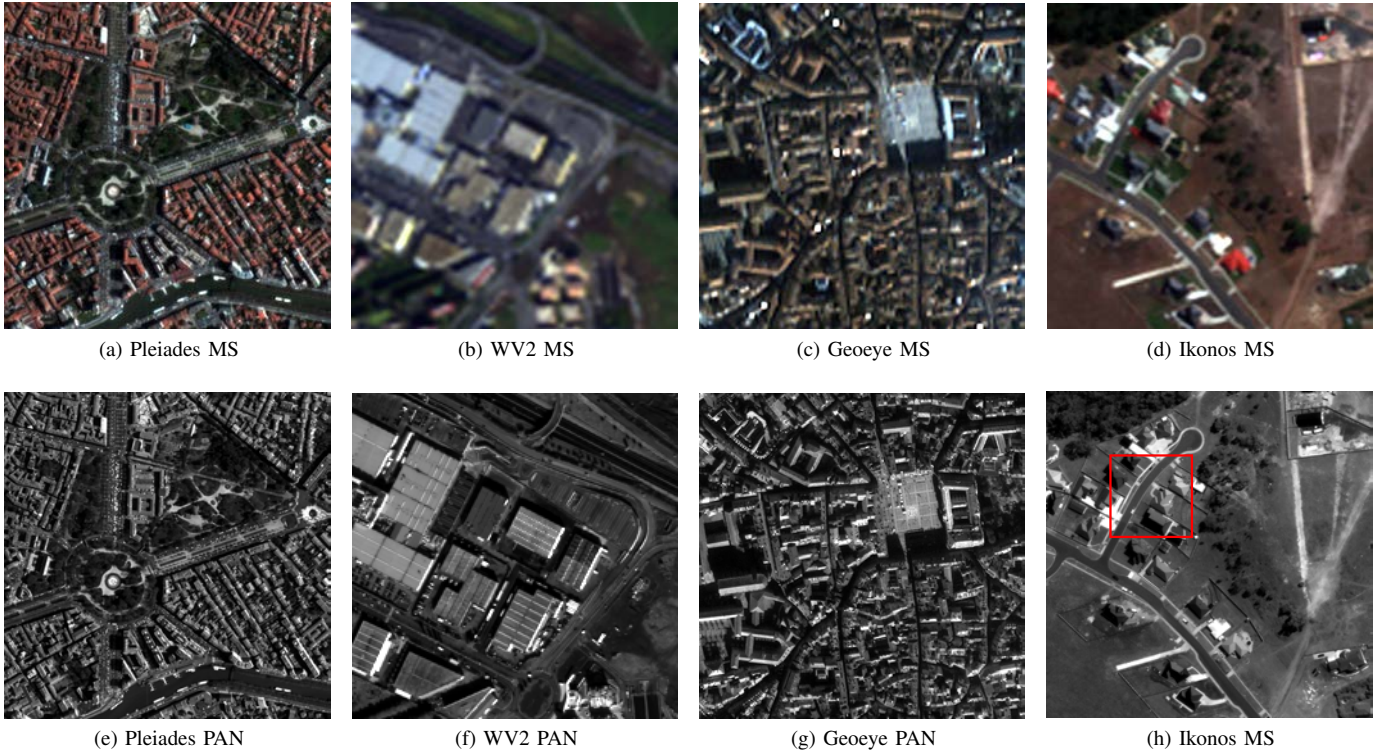 (a) Pleiades MS
(b) WV2 MS
(c) Geoeye MS
(d) Ikonos MS
(e) Pleiades PAN
(f) WV2 PAN
(g) Geoeye PAN
(h) Ikonos MS